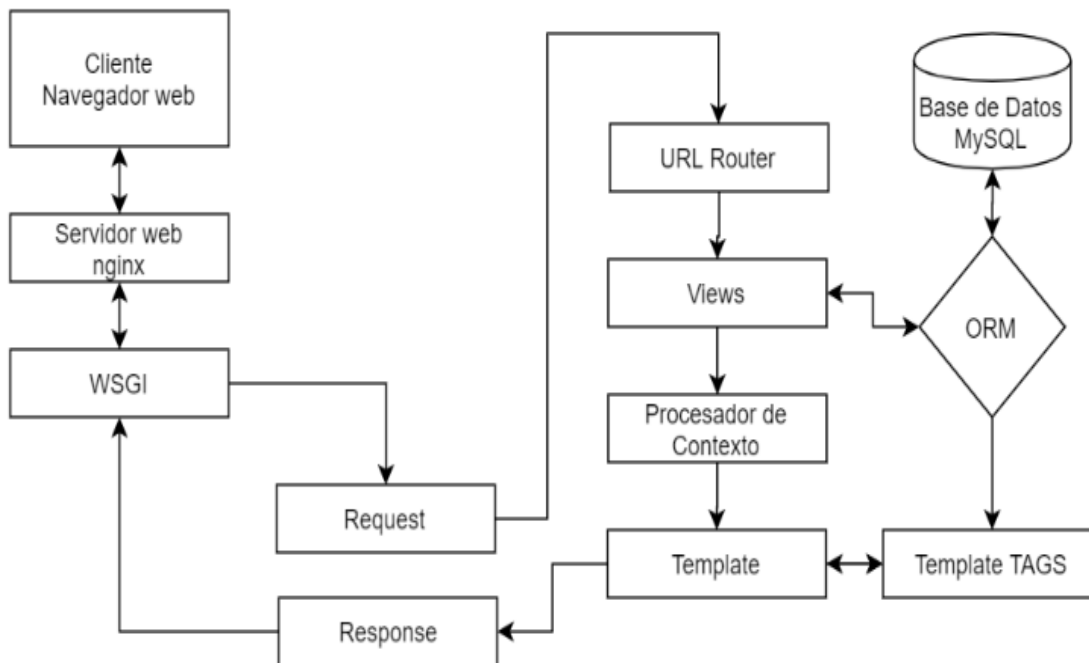 Cliente
Navegador web
Servidor web
nginx
WSGI
Request
Response
URL Router
Views
Procesador de
Contexto
Template
Base de Datos
MySQL
ORM
Template TAGS